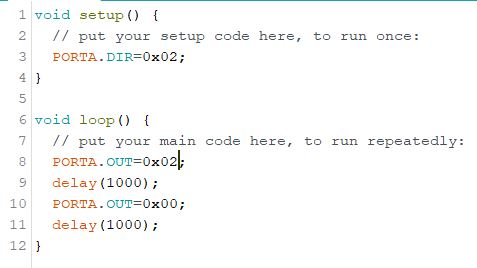 1 void setup() {
2 // put your setup code here, to run once:
3 PORTA.DIR=0x02;
4 }
5
6 void loop() {
7 // put your main code here, to run repeatedly:
8 PORTA.OUT=0x02;
9 delay(1000);
10 PORTA.OUT=0x00;
11 delay(1000);
12 }